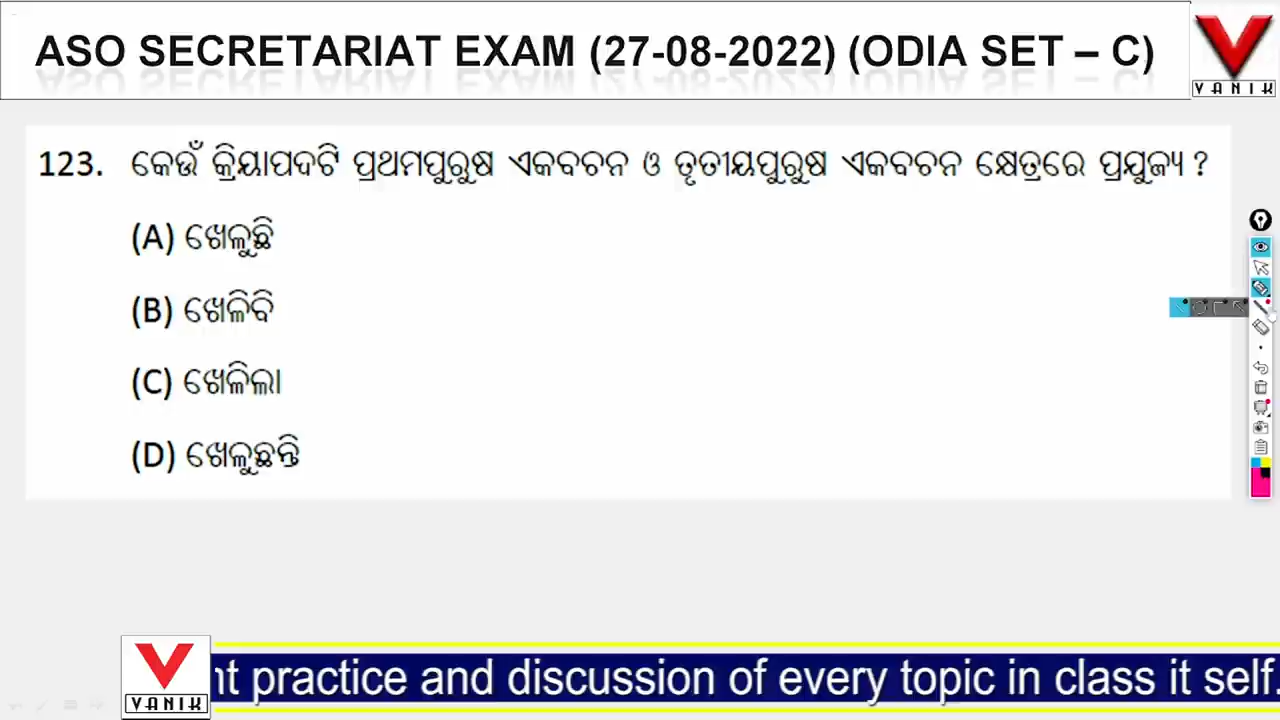 ASO SECRETARIAT EXAM (27-08-2022) (ODIA SET – C)
VANIK
123. କେଉଁ କ୍ରିୟାପଦଟି ପ୍ରଥମପୁରୁଷ ଏକବଚନ ଓ ତୃତୀୟପୁରୁଷ ଏକବଚନ କ୍ଷେତ୍ରରେ ପ୍ରଯୁଜ୍ୟ ?
(A) ଖେଳୁଛି
(B) ଖେଳିବି
(C) ଖେଳିଲା
(D) ଖେଳୁଛନ୍ତି
nt practice and discussion of every topic in class it self.
VANIK